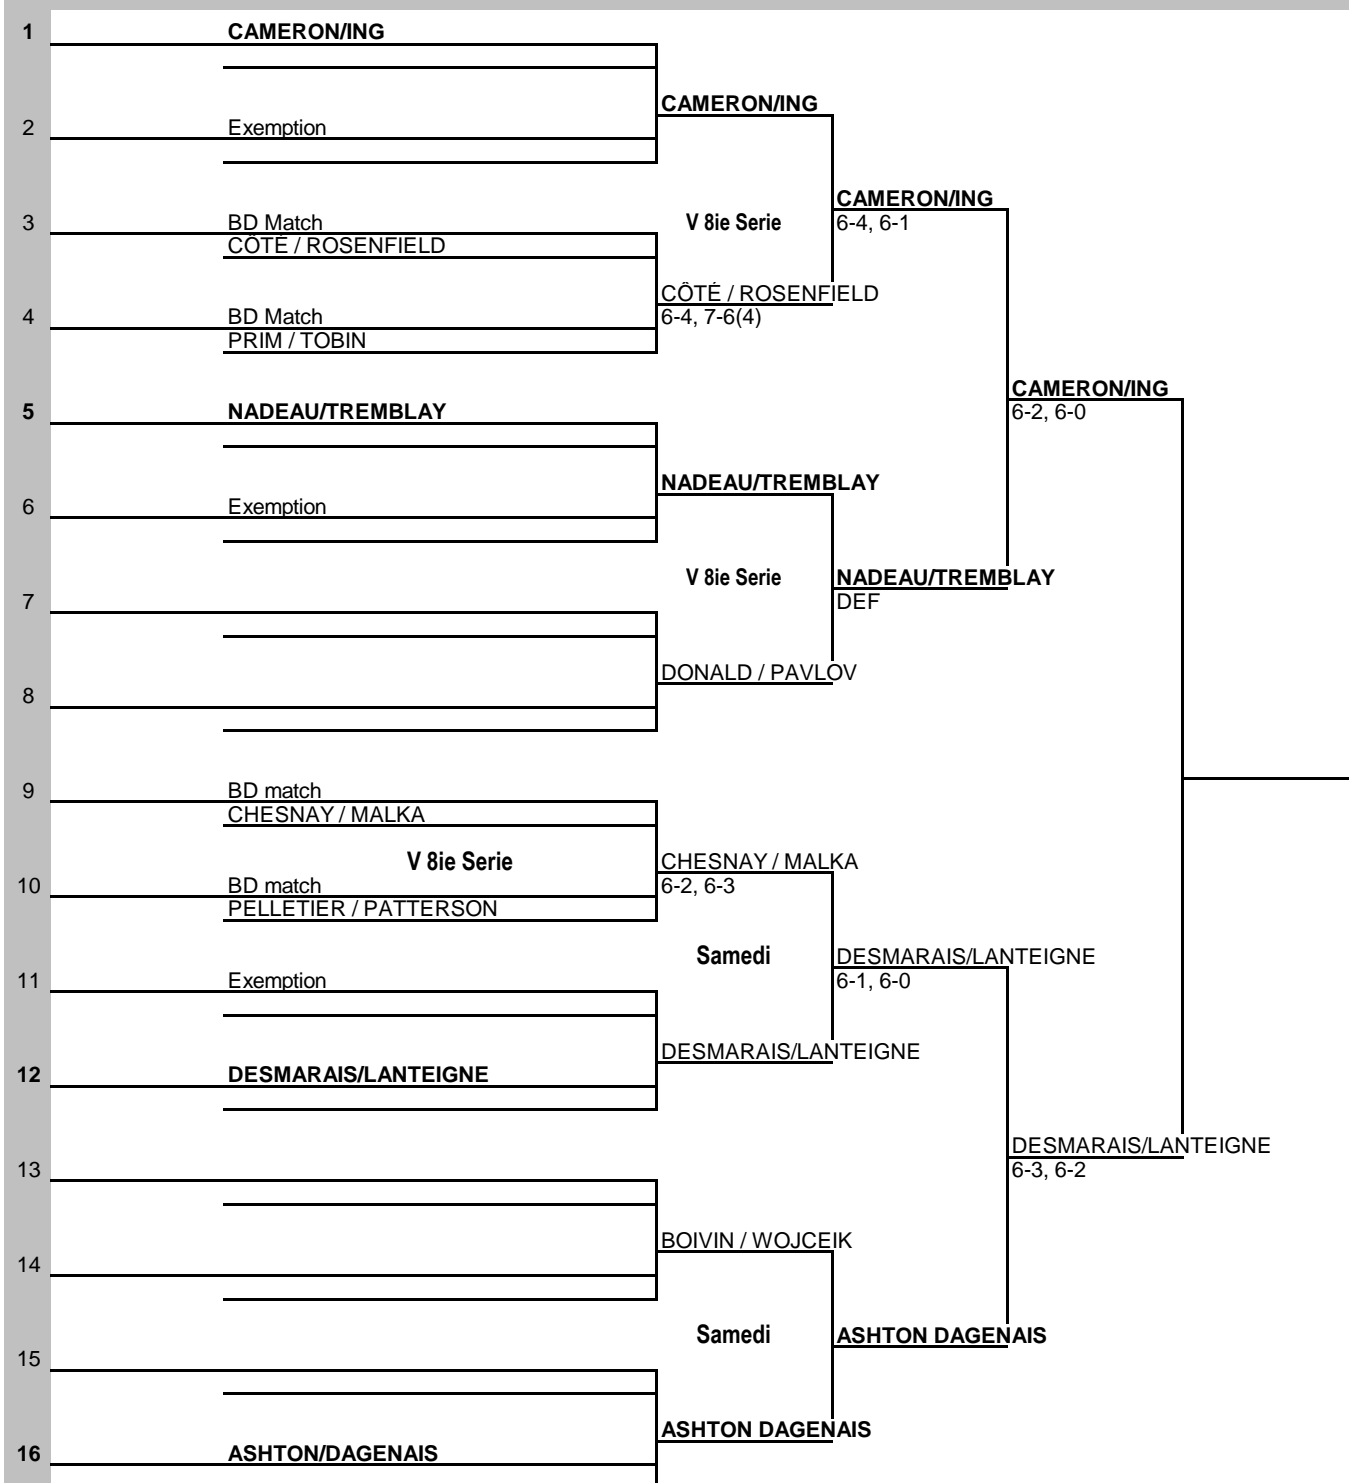 1 CAMERON/ING
CAMERON/ING
2 Exemption
CAMERON/ING
3 BD Match V 8ie Serie 6-4, 6-1
CÔTÉ / ROSENFIELD
CÔTÉ / ROSENFIELD
4 BD Match 6-4, 7-6(4)
PRIM / TOBIN
CAMERON/ING
5 NADEAU/TREMBLAY 6-2, 6-0
NADEAU/TREMBLAY
6 Exemption
V 8ie Serie NADEAU/TREMBLAY
7 DEF
DONALD / PAVLOV
8
9 BD match
CHESNAY / MALKA
V 8ie Serie CHESNAY / MALKA
10 BD match 6-2, 6-3
PELLETIER / PATTERSON
Samedi DESMARAIS/LANTEIGNE
11 Exemption 6-1, 6-0
DESMARAIS/LANTEIGNE
12 DESMARAIS/LANTEIGNE
DESMARAIS/LANTEIGNE
13 6-3, 6-2
BOIVIN / WOJCEIK
14
Samedi ASHTON DAGENAIS
15
ASHTON DAGENAIS
16 ASHTON/DAGENAIS